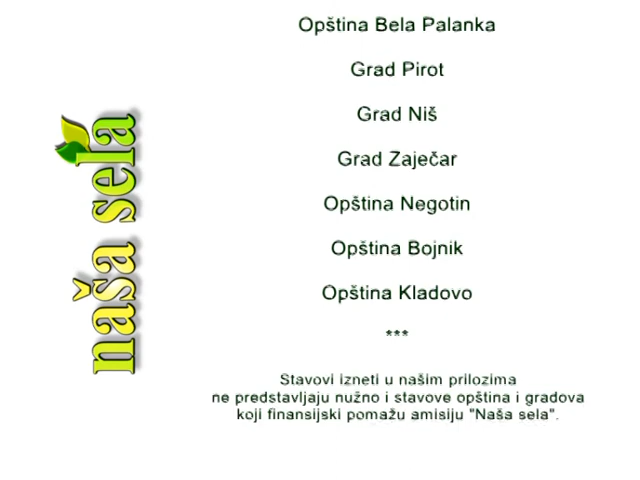 naša sela
Opština Bela Palanka
Grad Pirot
Grad Niš
Grad Zaječar
Opština Negotin
Opština Bojnik
Opština Kladovo
***
Stavovi izneti u našim prilozima
ne predstavljaju nužno i stavove opština i gradova
koji finansijski pomažu amisiju "Naša sela".